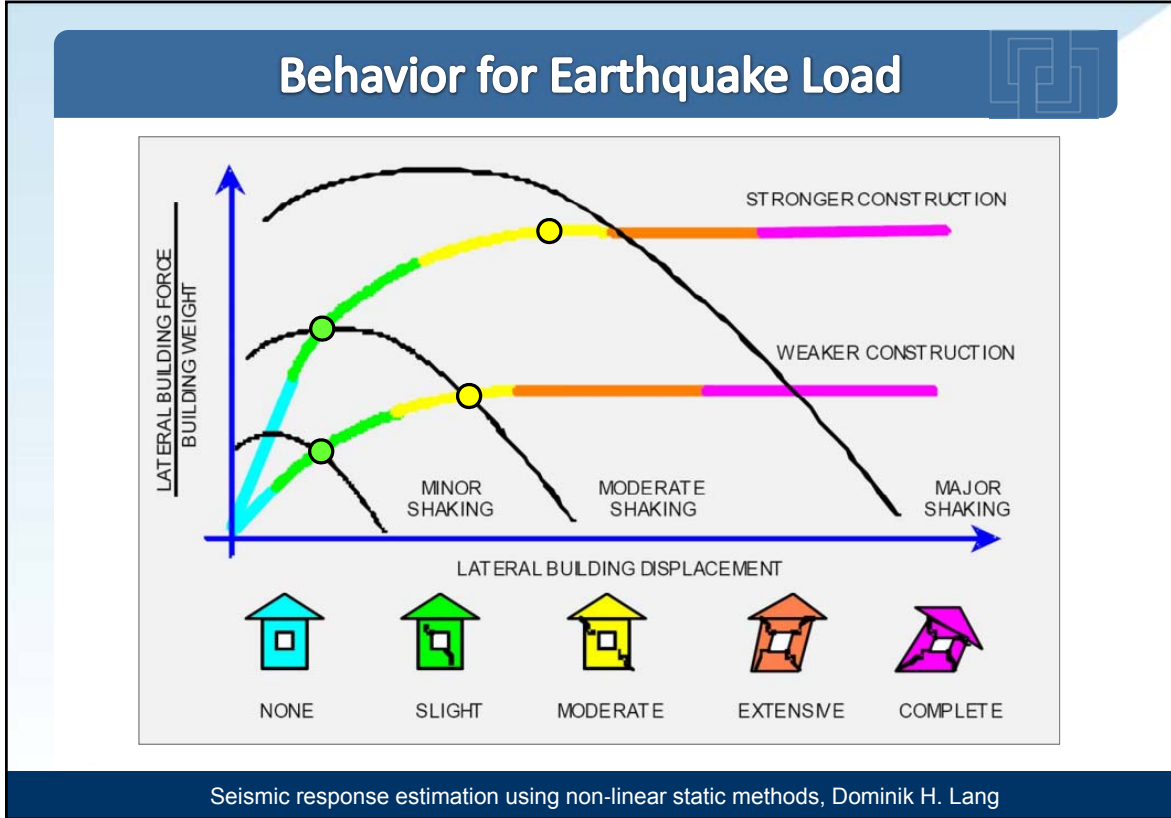 Behavior for Earthquake Load
LATERAL BUILDING FORCE
BUILDING WEIGHT
STRONGER CONSTRUCTION
WEAKER CONSTRUCTION
MINOR
SHAKING
MODERATE
SHAKING
MAJOR
SHAKING
LATERAL BUILDING DISPLACEMENT
NONE
SLIGHT
MODERATE
EXTENSIVE
COMPLETE
Seismic response estimation using non-linear static methods, Dominik H. Lang